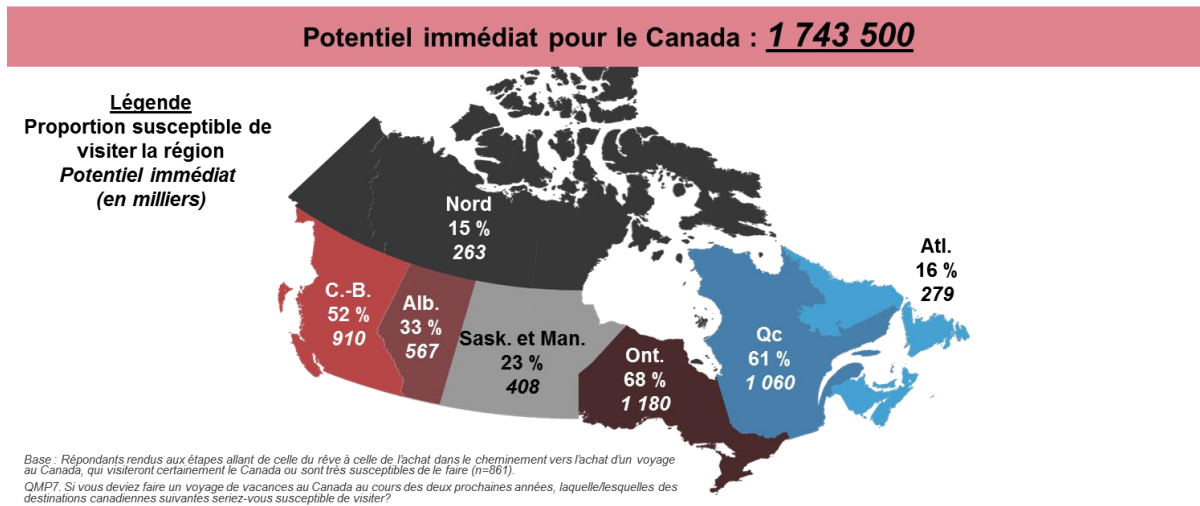 Potentiel immédiat pour le Canada : 1 743 500
Légende
Proportion susceptible de
visiter la région
Potentiel immédiat
(en milliers)
Nord
15 %
263
Atl.
16 %
279
C.-B.
52 %
910
Alb.
33 %
567
Sask. et Man.
23 %
408
Ont.
68 %
1 180
Qc
61 %
1 060
Base : Répondants rendus aux étapes allant de celle du rêve à celle de l'achat dans le cheminement vers l'achat d'un voyage
au Canada, qui visiteront certainement le Canada ou sont très susceptibles de le faire (n=861).
QMP7. Si vous deviez faire un voyage de vacances au Canada au cours des deux prochaines années, laquelle/lesquelles des
destinations canadiennes suivantes seriez-vous susceptible de visiter?